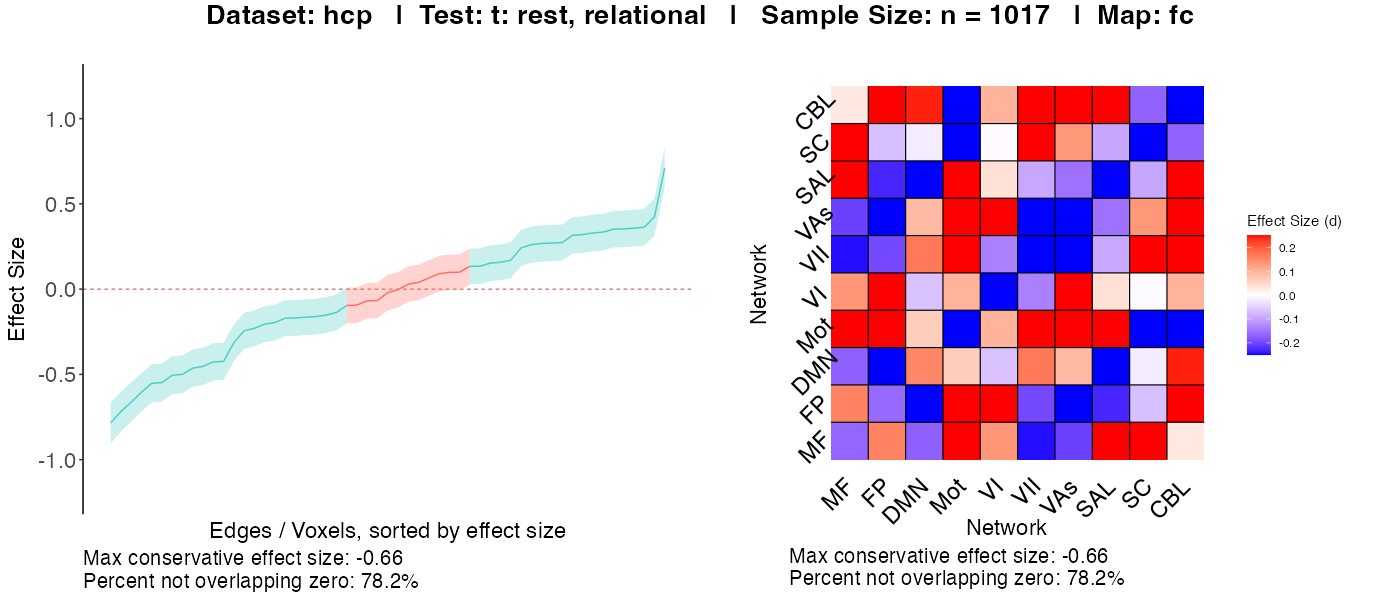 Dataset: hcp | Test: t: rest, relational | Sample Size: n = 1017 | Map: fc
Effect Size
1.0
0.5
0.0
-0.5
-1.0
Edges / Voxels, sorted by effect size
Max conservative effect size: -0.66
Percent not overlapping zero: 78.2%
Network
CBL
SC
SAL
VAs
VII
VI
Mot
DMN
FP
MF
MF
FP
DMN
Mot
VI
VII
VAs
SAL
SC
CBL
Network
Max conservative effect size: -0.66
Percent not overlapping zero: 78.2%
Effect Size (d)
0.2
0.1
0.0
-0.1
-0.2